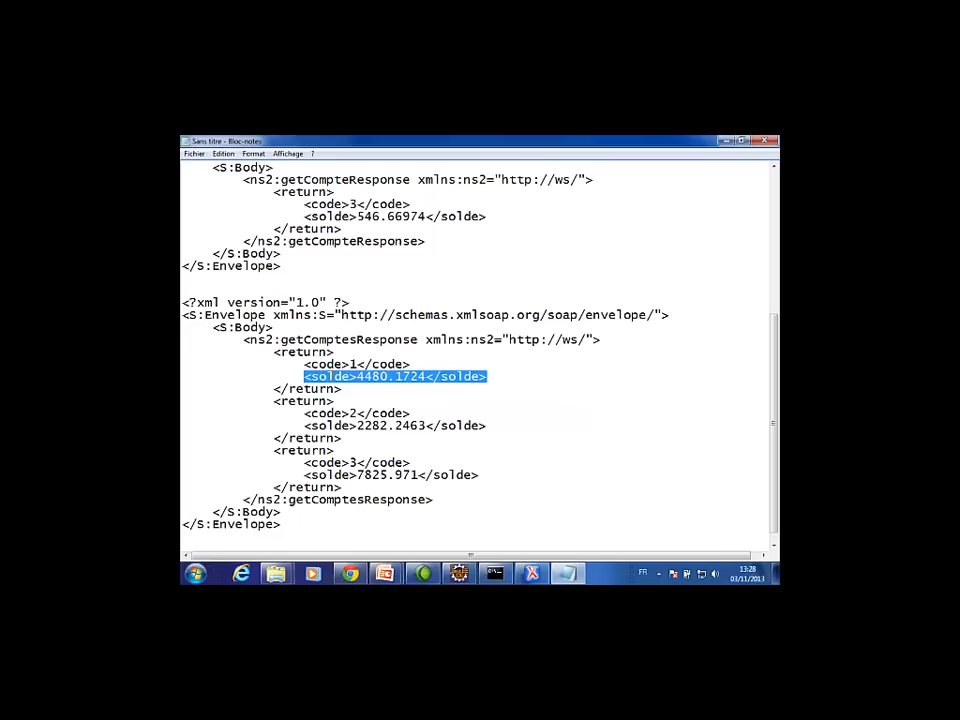 Sans titre - Bloc-notes
Fichier Edition Format Affichage ?
<S:Body>
<ns2:getCompteResponse xmlns:ns2="http://ws/">
<return>
<code>3</code>
<solde>546.66974</solde>
</return>
</ns2:getCompteResponse>
</S:Body>
</S:Envelope>
<?xml version="1.0" ?>
<S:Envelope xmlns:S="http://schemas.xmlsoap.org/soap/envelope/">
<S:Body>
<ns2:getComptesResponse xmlns:ns2="http://ws/">
<return>
<code>1</code>
<solde>4480.1724</solde>
</return>
<return>
<code>2</code>
<solde>2282.2463</solde>
</return>
<return>
<code>3</code>
<solde>7825.971</solde>
</return>
</ns2:getComptesResponse>
</S:Body>
</S:Envelope>
FR
13:28
03/11/2013